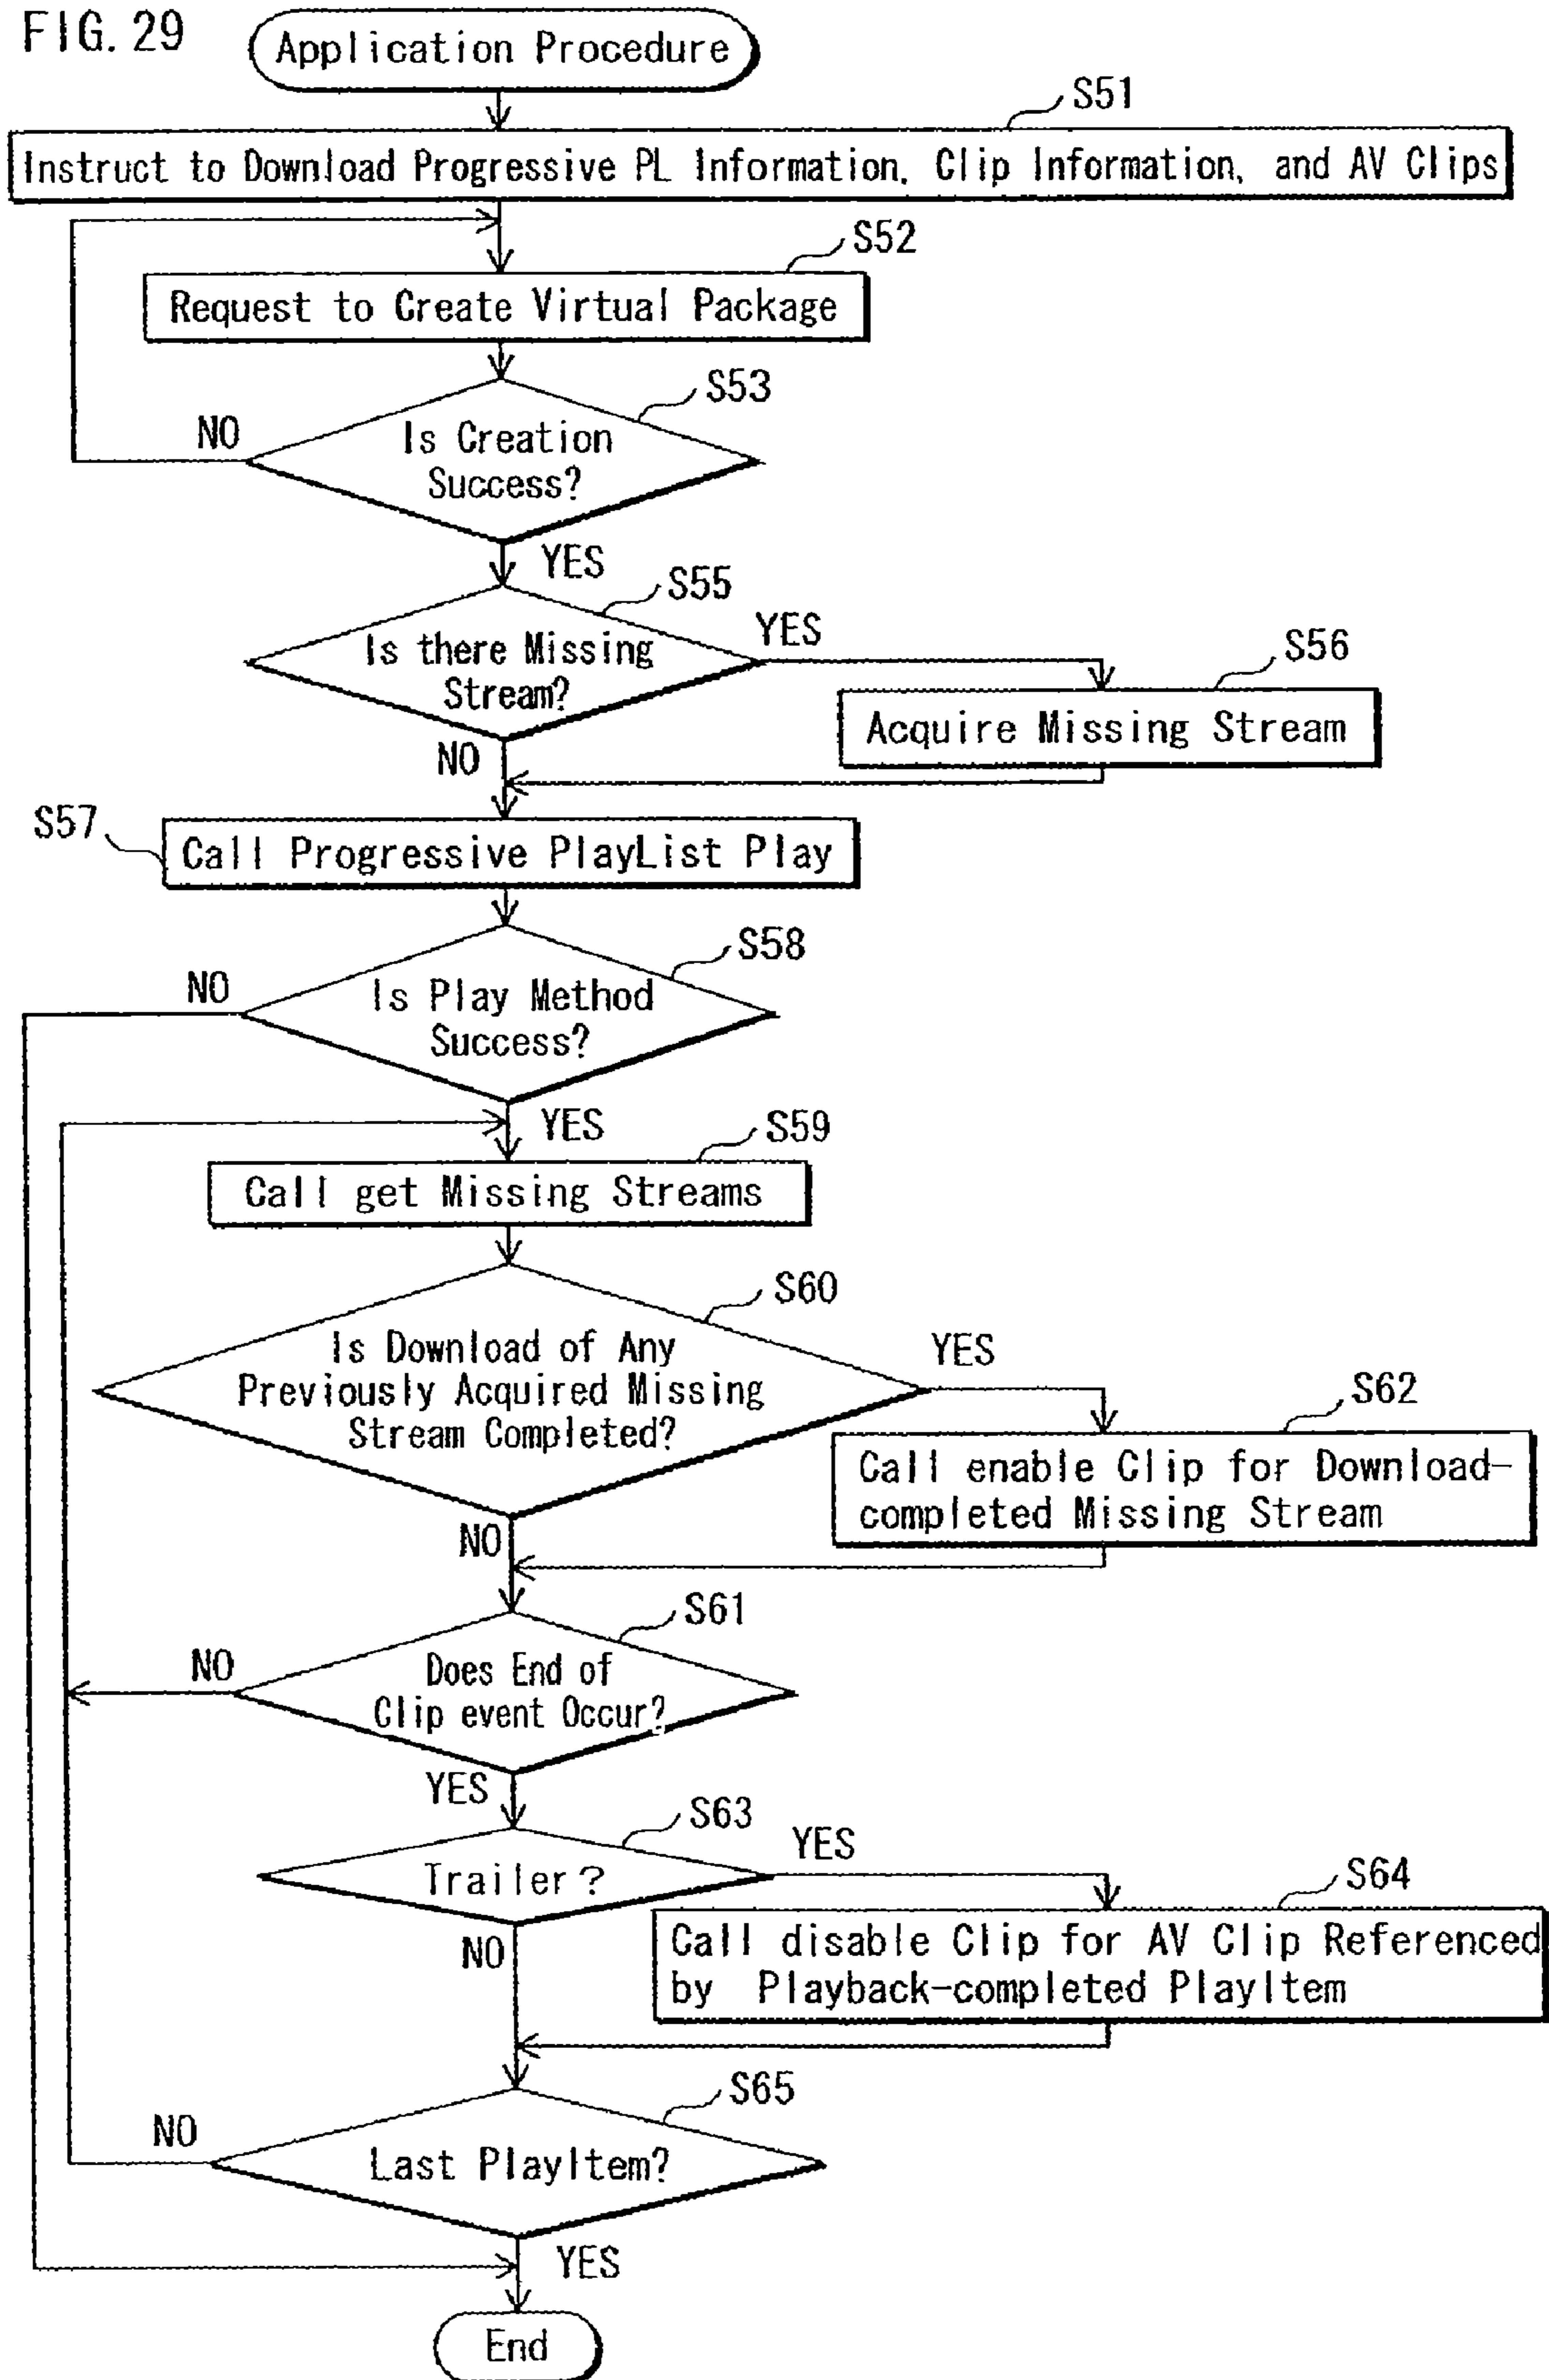 FIG. 29
Application Procedure
S51
Instruct to Download Progressive PL Information, Clip Information, and AV Clips
S52
Request to Create Virtual Package
S53
NO
Is Creation
Success?
YES
S55
YES
Is there Missing
Stream?
S56
Acquire Missing Stream
NO
S57
Call Progressive PlayList Play
S58
NO
Is Play Method
Success?
YES
S59
Call get Missing Streams
S60
YES
Is Download of Any
Previously Acquired Missing
Stream Completed?
S62
Call enable Clip for Download-
completed Missing Stream
NO
S61
NO
Does End of
Clip event Occur?
YES
S63
YES
Trailer?
S64
Call disable Clip for AV Clip Referenced
by Playback-completed PlayItem
NO
S65
NO
Last PlayItem?
YES
End